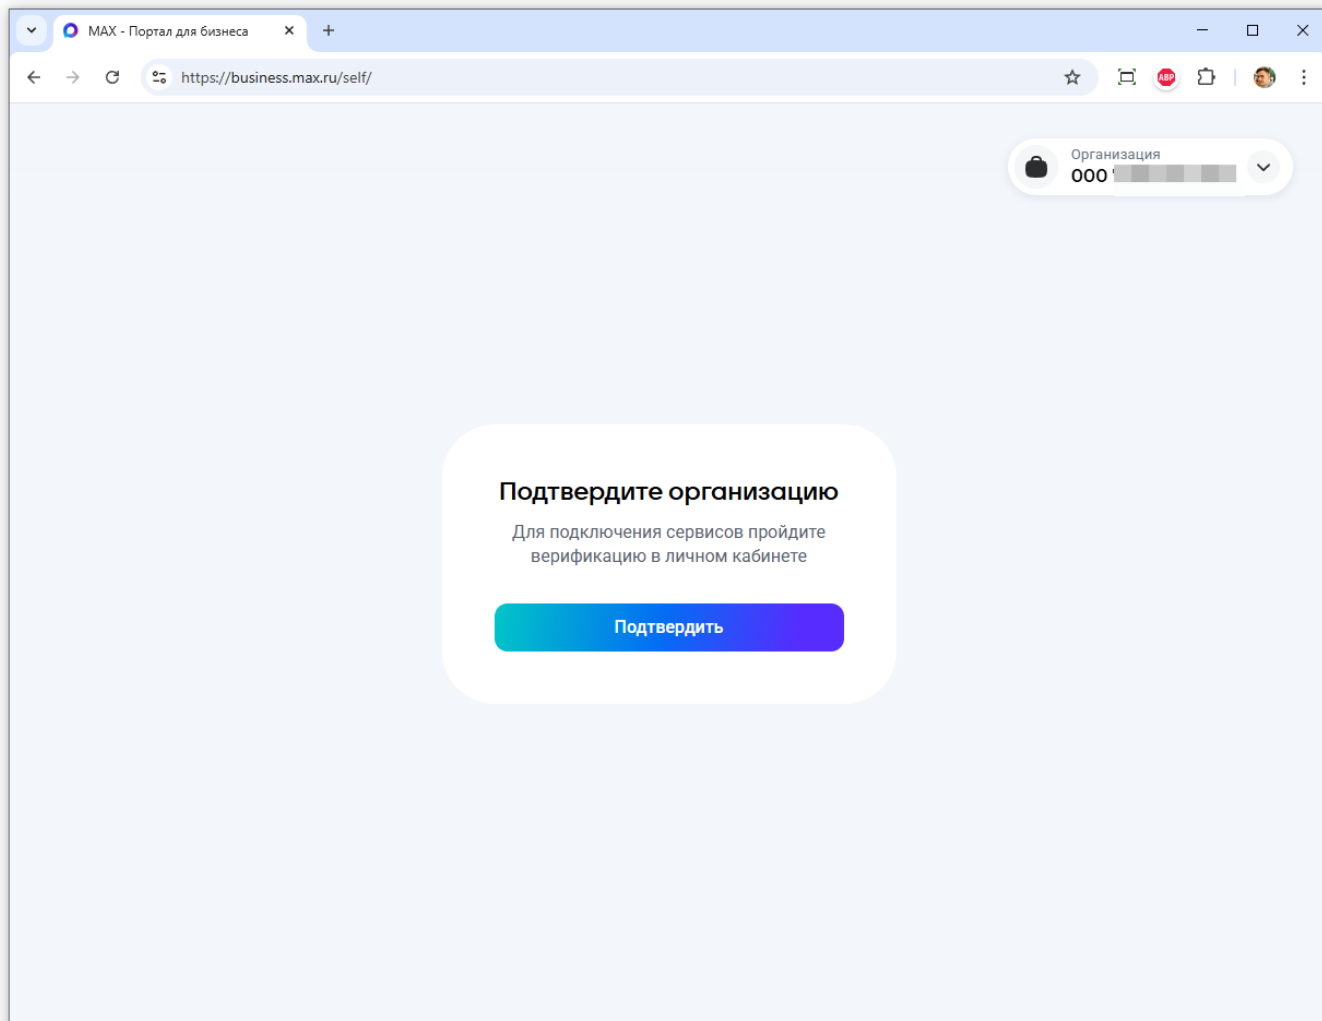 MAX - Портал для бизнеса
https://business.max.ru/self/
ABP
Организация
ООО "
Подтвердите организацию
Для подключения сервисов пройдите
верификацию в личном кабинете
Подтвердить